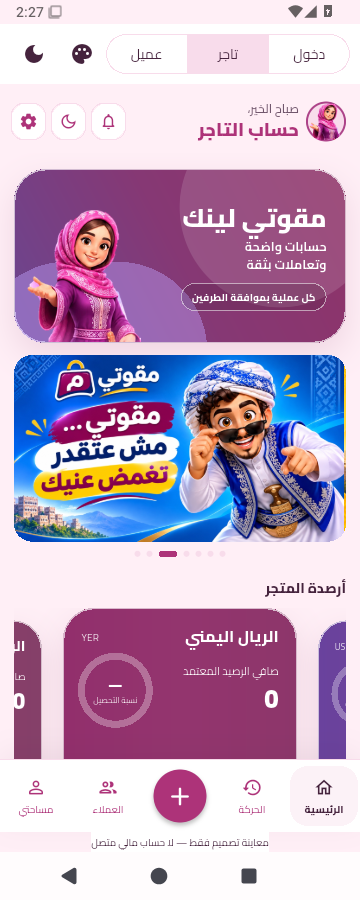 2:27
دخول
تاجر
عميل
صباح الخير،
حساب التاجر
مقوتي لينك
حسابات واضحة
وتعاملات بثقة
كل عملية بموافقة الطرفين
مقوتي
مقوتي...
مش عتقدر
تغمض عنيك
أرصدة المتجر
الريال اليمني
YER
صافي الرصيد المعتمد
0
—
نسبة التحصيل
US
0
الرئيسية
الحركة
+
العملاء
مساحتي
معاينة تصميم فقط — لا حساب مالي متصل